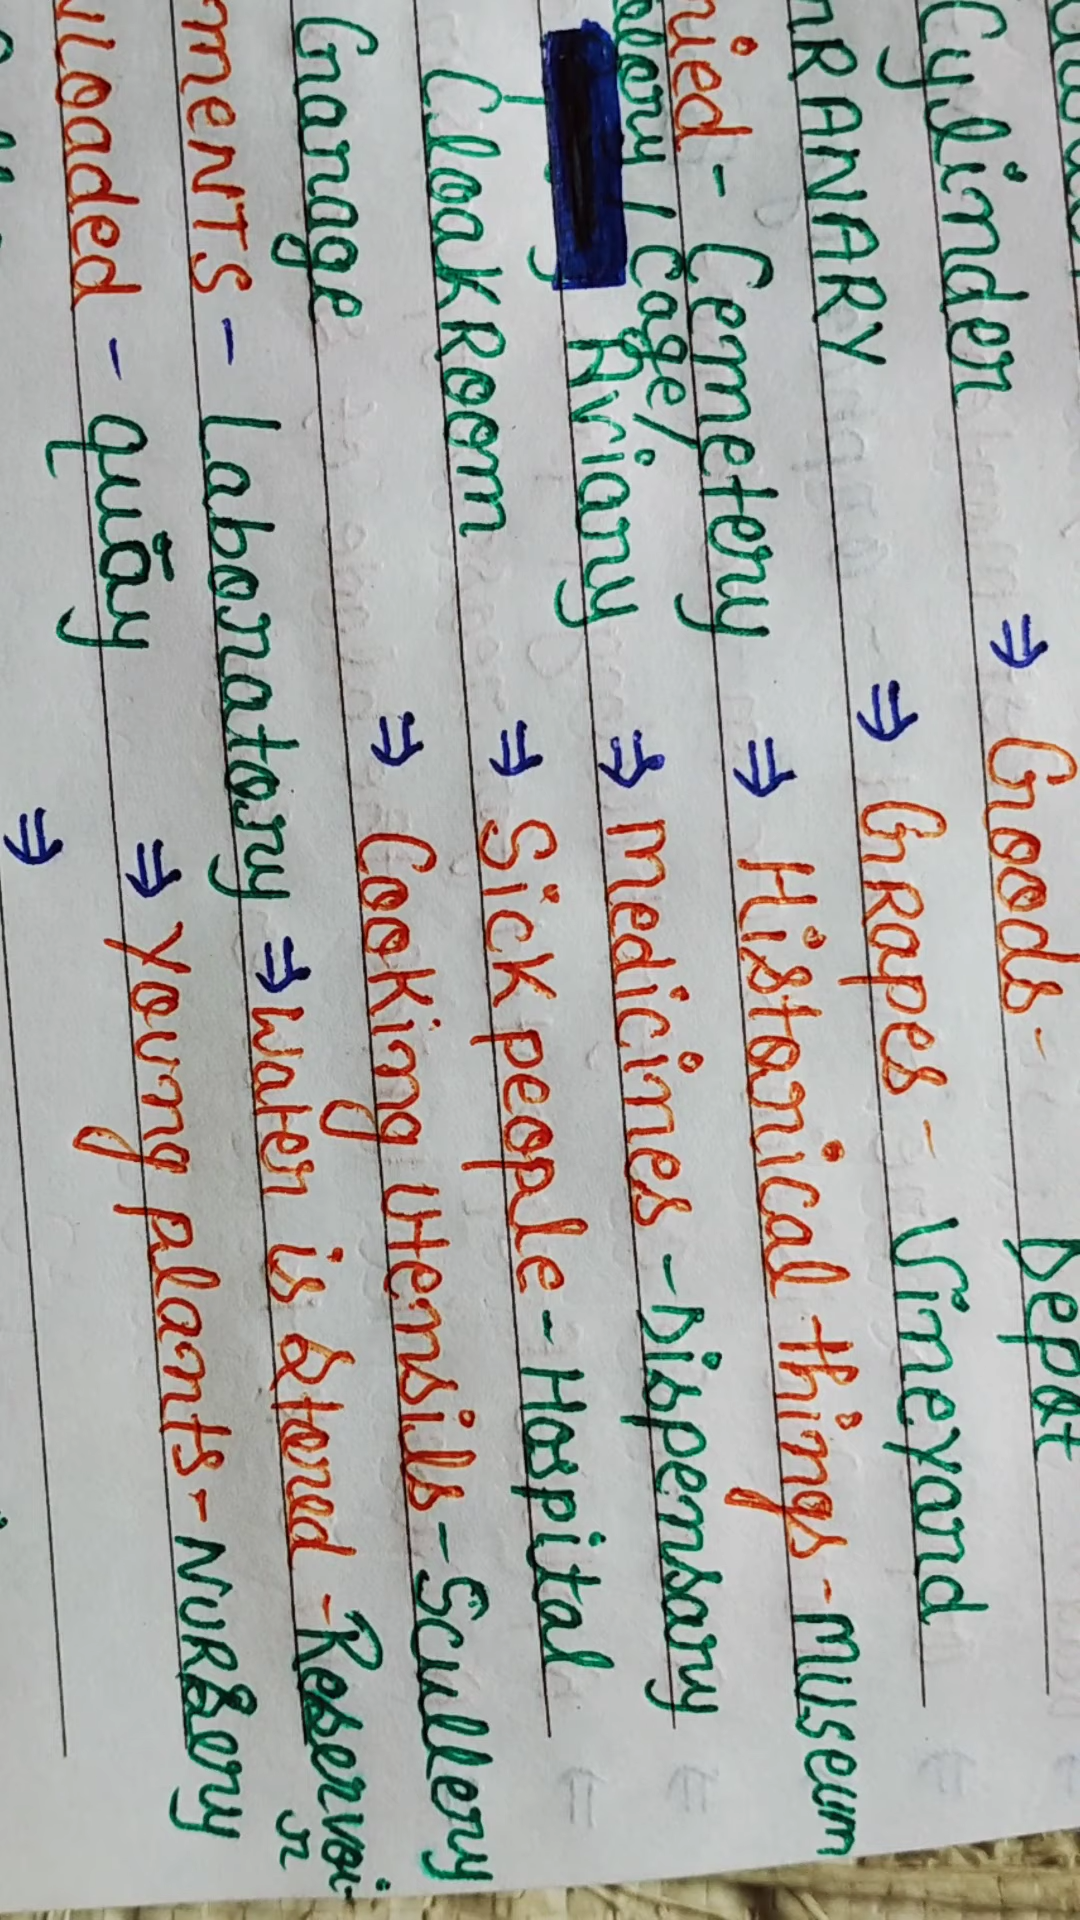 Cylinder ⇒ Goods - Depot
GRANARY ⇒ Grapes - Vineyard
ried - Cemetery ⇒ Historical things - Museum
/ Cage / Aviary ⇒ Medicines - Dispensary
CloakRoom ⇒ Sick people - Hospital
Garage ⇒ Cooking utensils - Scullery
MENTS - Laboratory ⇒ Water is stored - Reservoir
loaded - quay ⇒ Young plants - NURSery
⇒